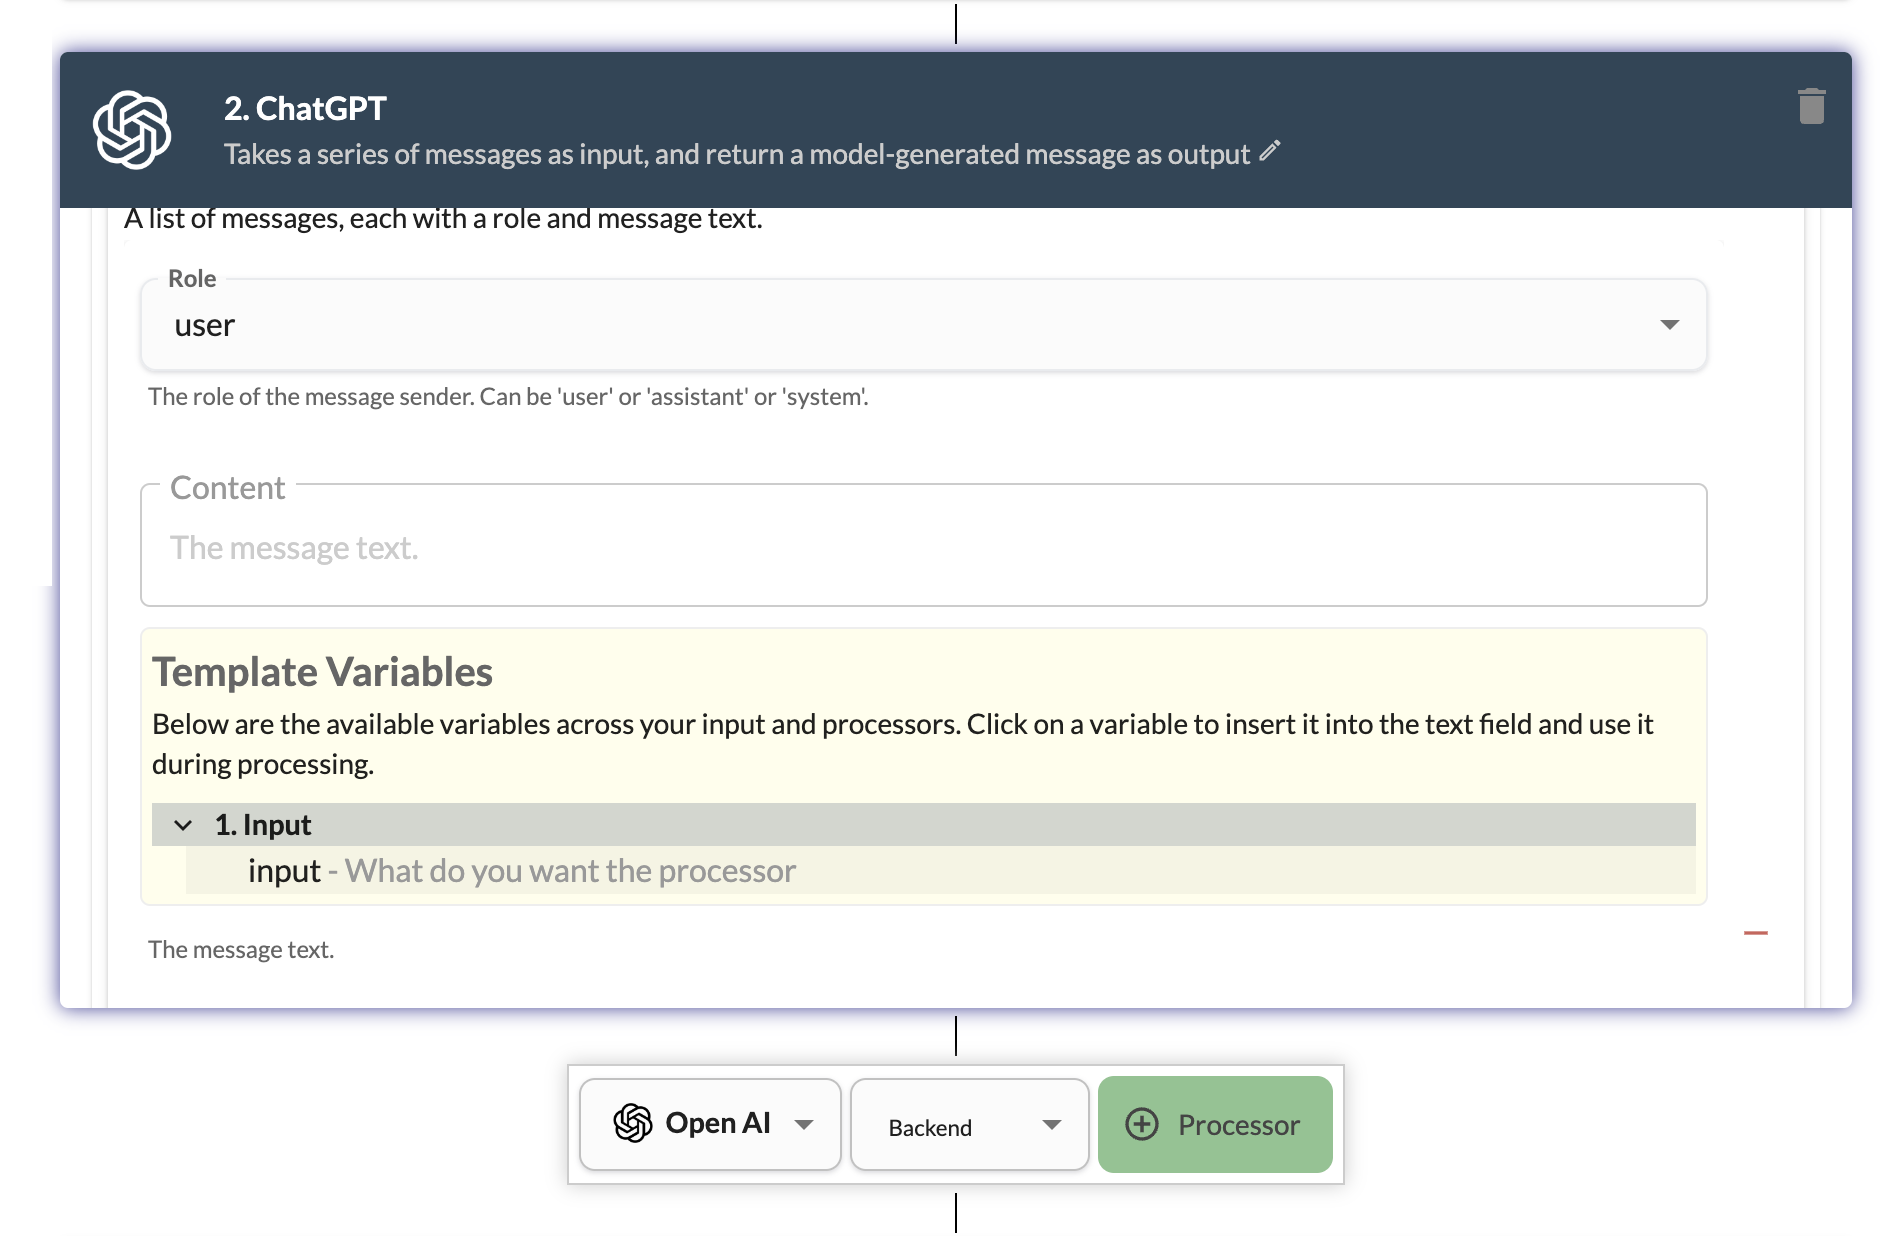 2. ChatGPT
Takes a series of messages as input, and return a model-generated message as output
A list of messages, each with a role and message text.
Role
user
The role of the message sender. Can be 'user' or 'assistant' or 'system'.
Content
The message text.
Template Variables
Below are the available variables across your input and processors. Click on a variable to insert it into the text field and use it
during processing.
1. Input
input - What do you want the processor
The message text.
Open AI
Backend
Processor